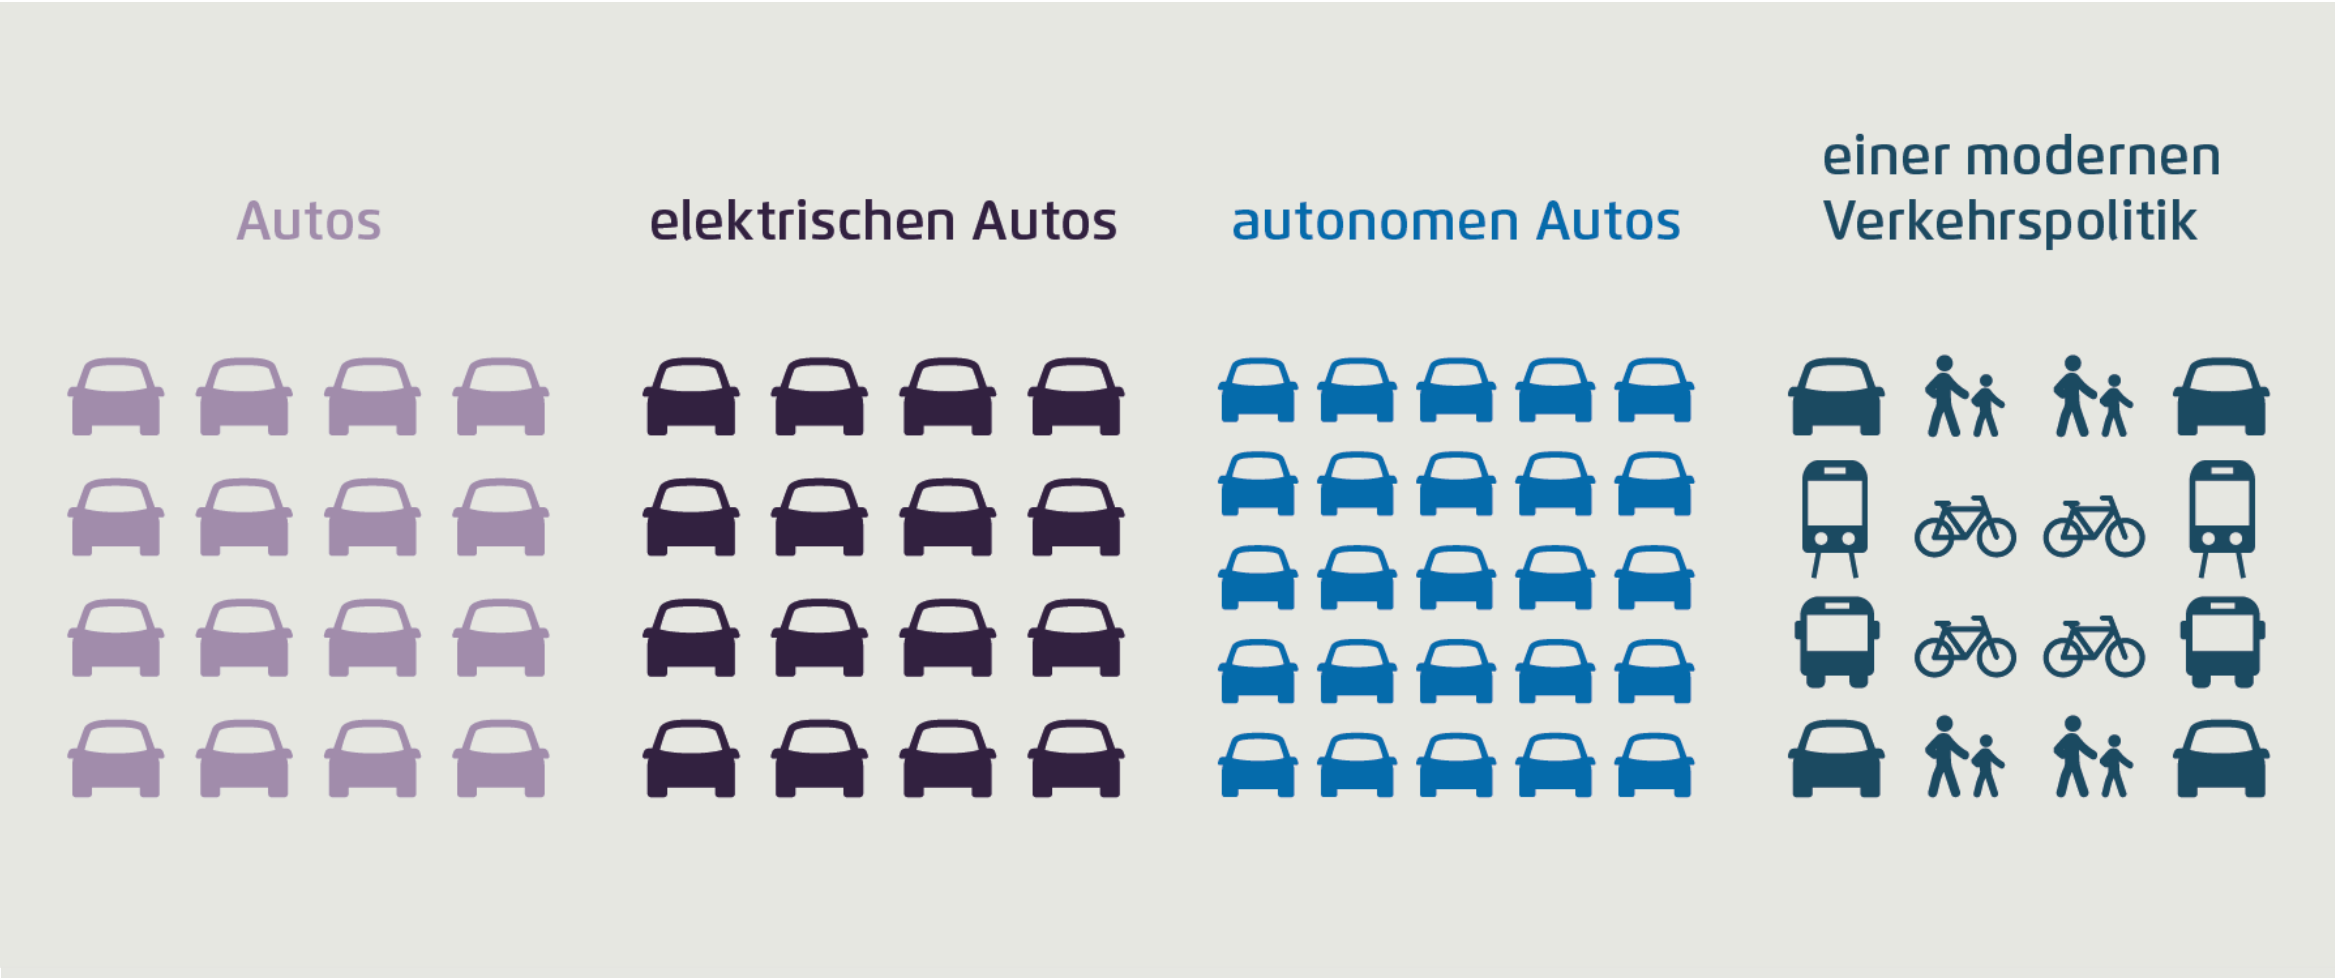 Autos
elektrischen Autos
autonomen Autos
einer modernen
Verkehrspolitik